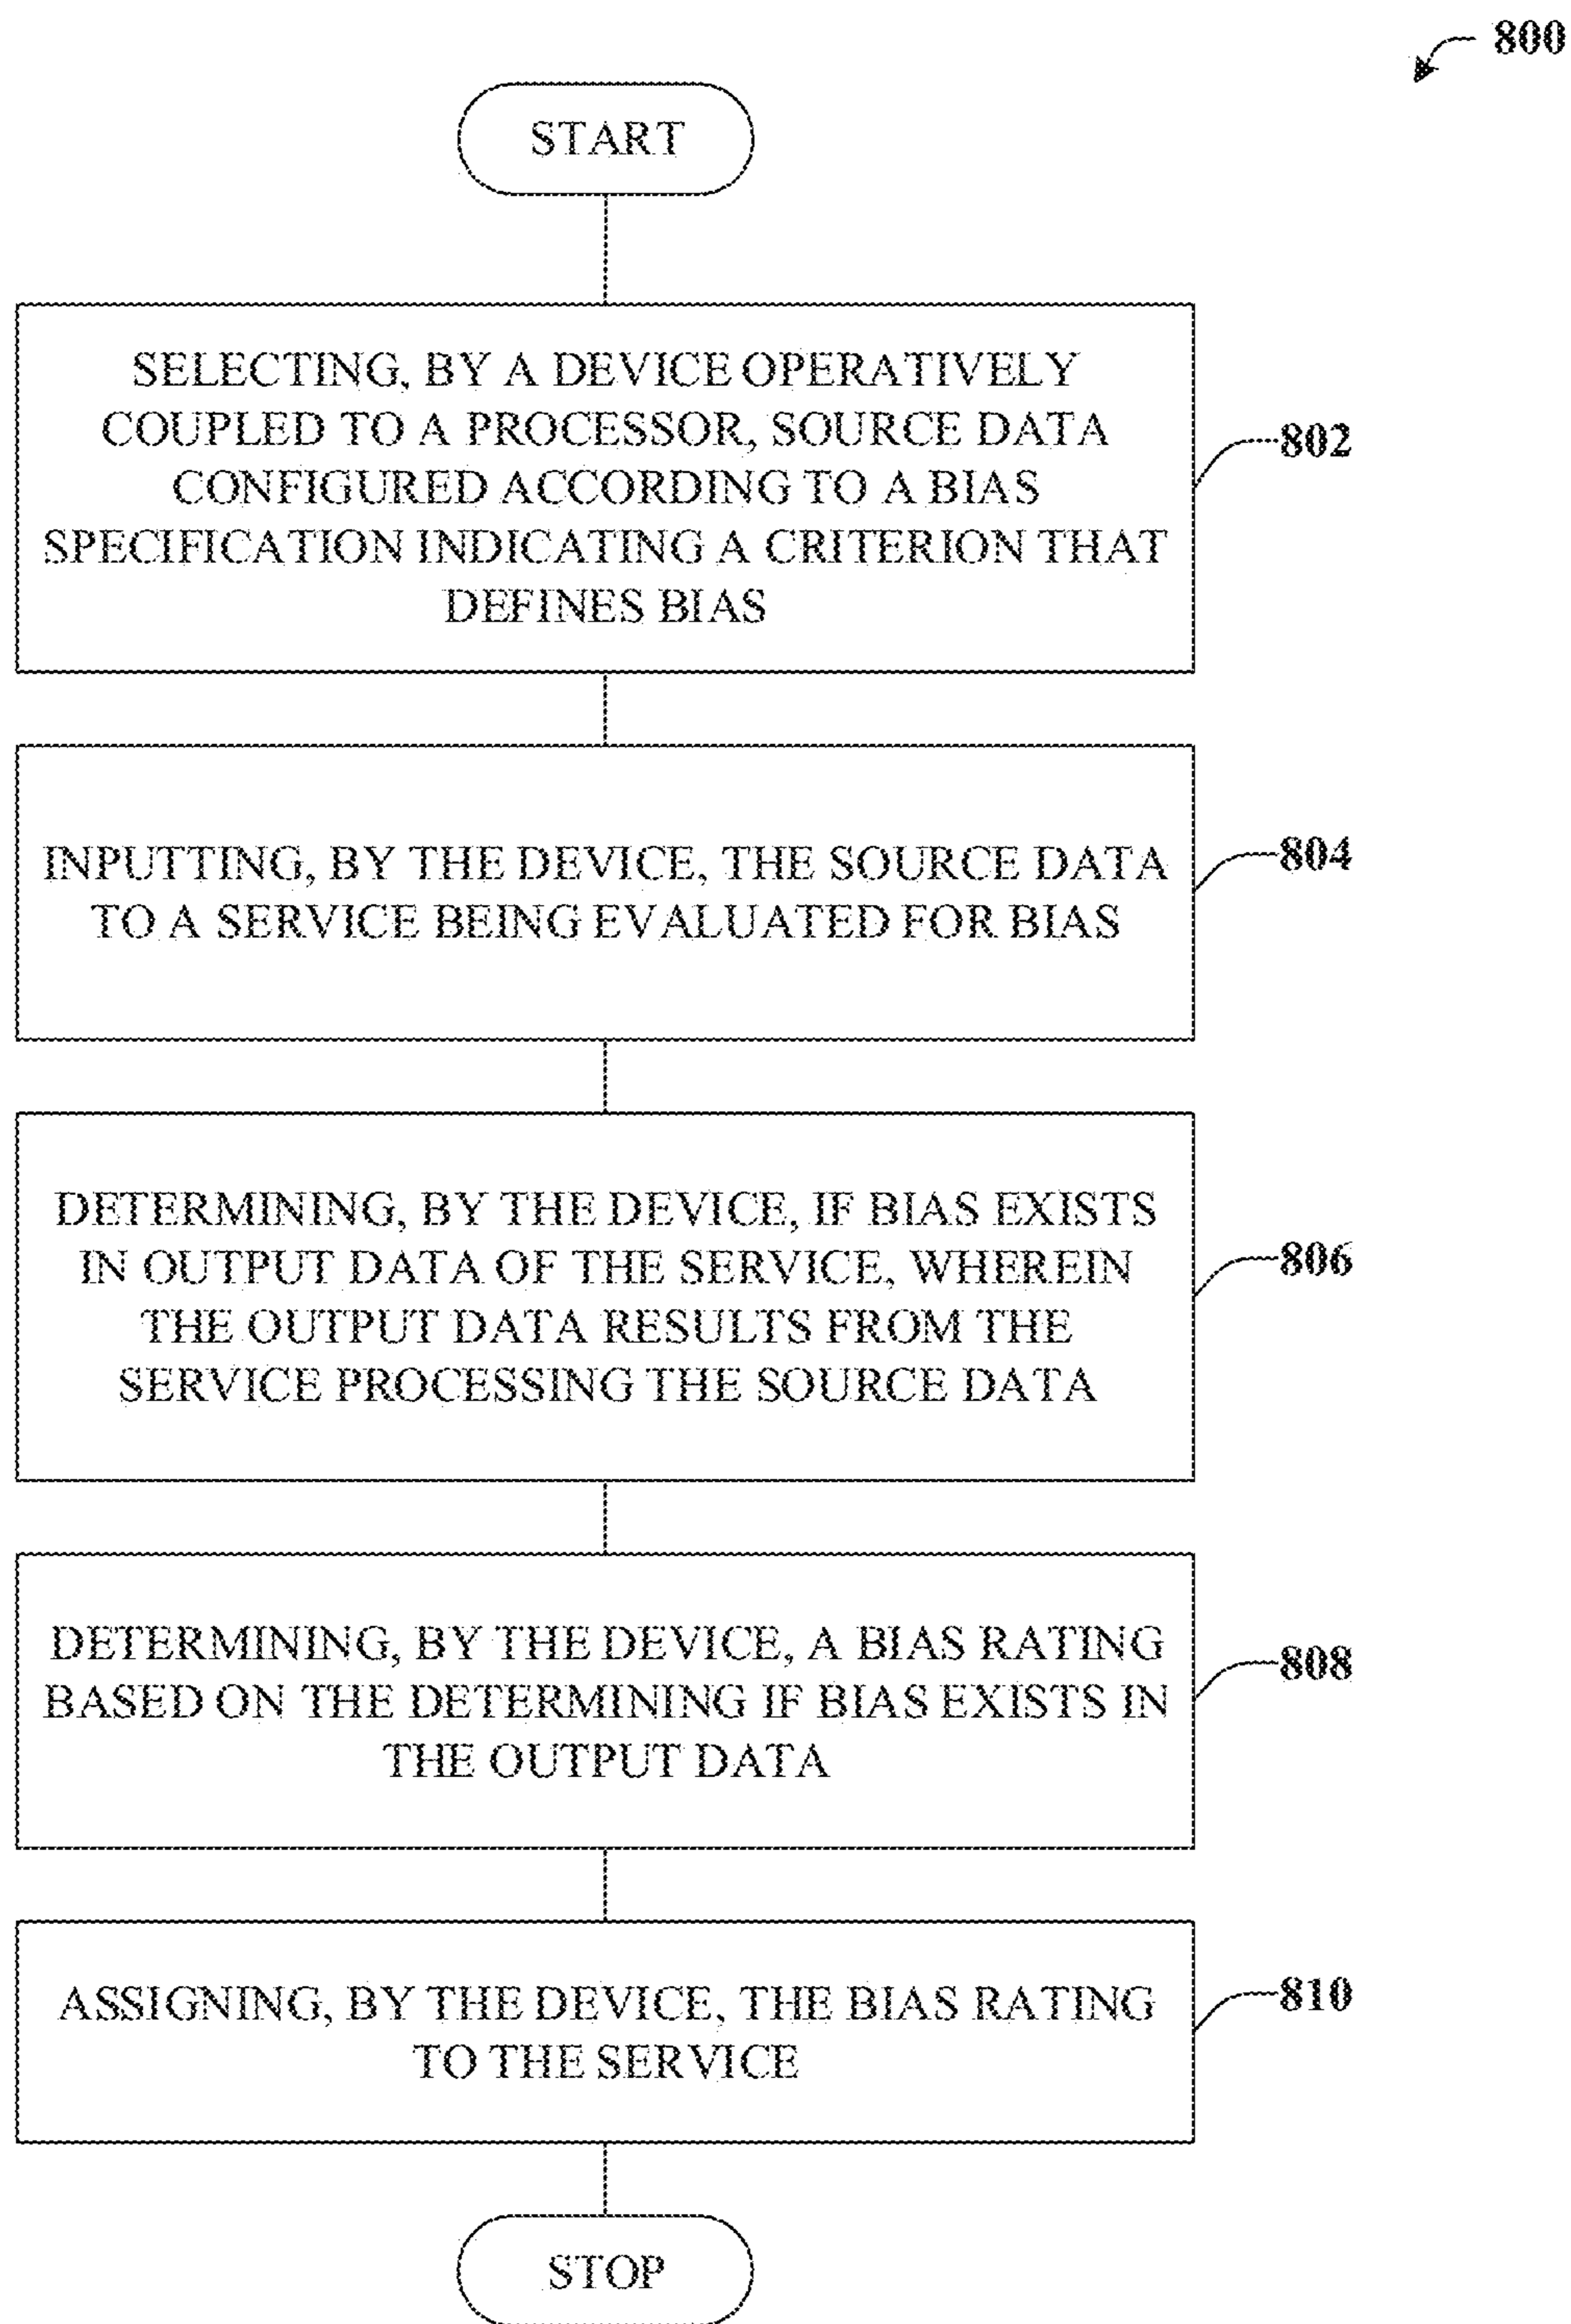 800
START
SELECTING, BY A DEVICE OPERATIVELY
COUPLED TO A PROCESSOR, SOURCE DATA
CONFIGURED ACCORDING TO A BIAS
SPECIFICATION INDICATING A CRITERION THAT
DEFINES BIAS
802
INPUTTING, BY THE DEVICE, THE SOURCE DATA
TO A SERVICE BEING EVALUATED FOR BIAS
804
DETERMINING, BY THE DEVICE, IF BIAS EXISTS
IN OUTPUT DATA OF THE SERVICE, WHEREIN
THE OUTPUT DATA RESULTS FROM THE
SERVICE PROCESSING THE SOURCE DATA
806
DETERMINING, BY THE DEVICE, A BIAS RATING
BASED ON THE DETERMINING IF BIAS EXISTS IN
THE OUTPUT DATA
808
ASSIGNING, BY THE DEVICE, THE BIAS RATING
TO THE SERVICE
810
STOP